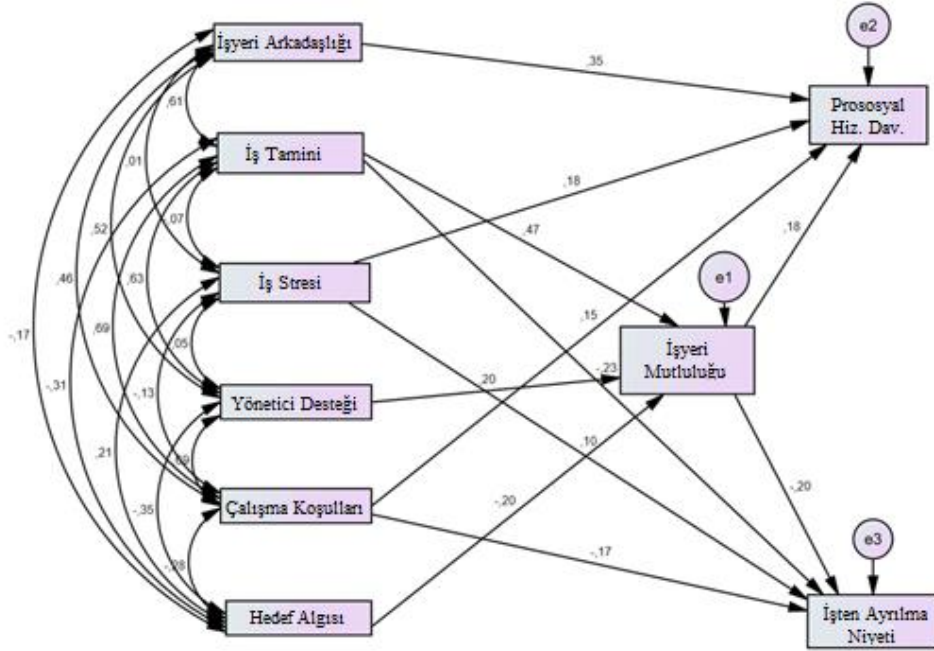 İşyeri Arkadaşlığı
e2
,35
Prososyal
Hiz. Dav.
,61
İş Tamini
,01
,18
,07
,47
,52
,18
e1
İş Stresi
,46
,63
,15
İşyeri
Mutluluğu
-,17
,69
,05
-,31
-,13
,20
-,23
Yönetici Desteği
,10
,21
,69
-,20
-,20
Çalışma Koşulları
-,35
-,17
e3
-,28
Hedef Algısı
İşten Ayrılma
Niyeti